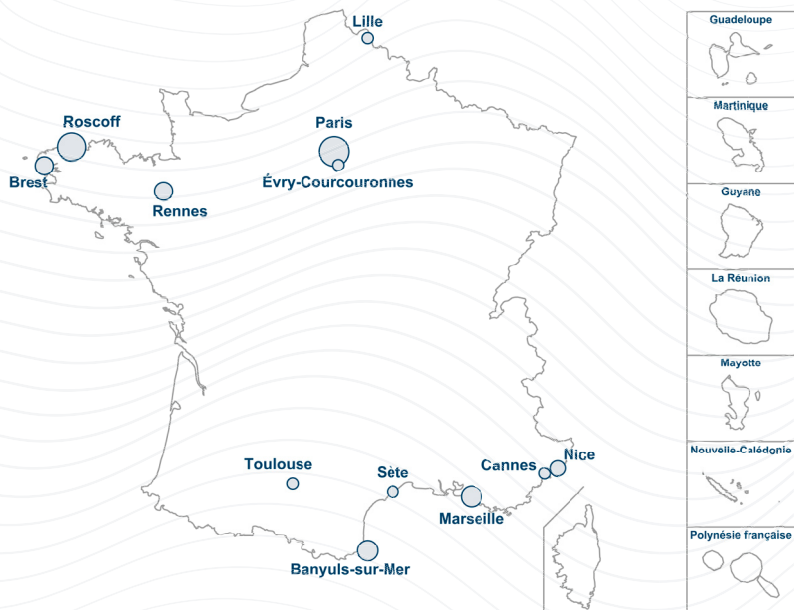 Lille
Roscoff
Paris
Brest
Évry-Courcouronnes
Rennes
Toulouse
Sète
Cannes
Nice
Marseille
Banyuls-sur-Mer
Guadeloupe
Martinique
Guyane
La Réunion
Mayotte
Nouvelle-Calédonie
Polynésie française